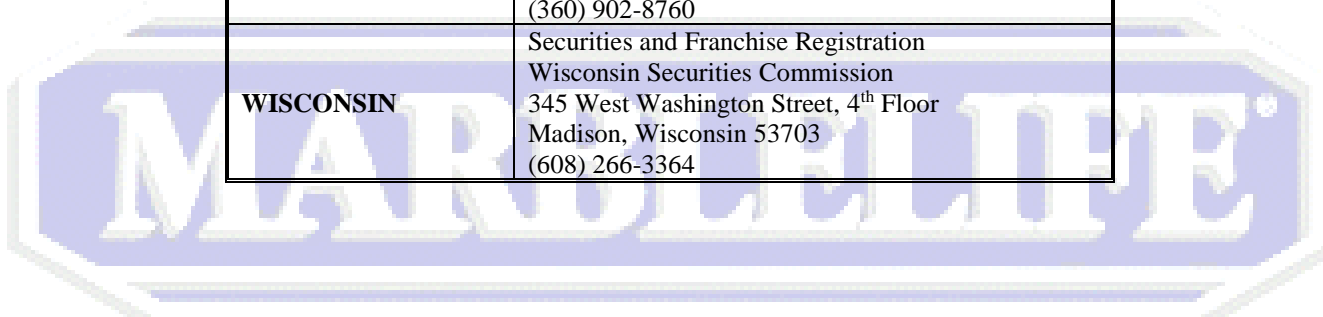 (360) 902-8760
WISCONSIN
Securities and Franchise Registration
Wisconsin Securities Commission
345 West Washington Street, 4th Floor
Madison, Wisconsin 53703
(608) 266-3364
MARBLELIFE®